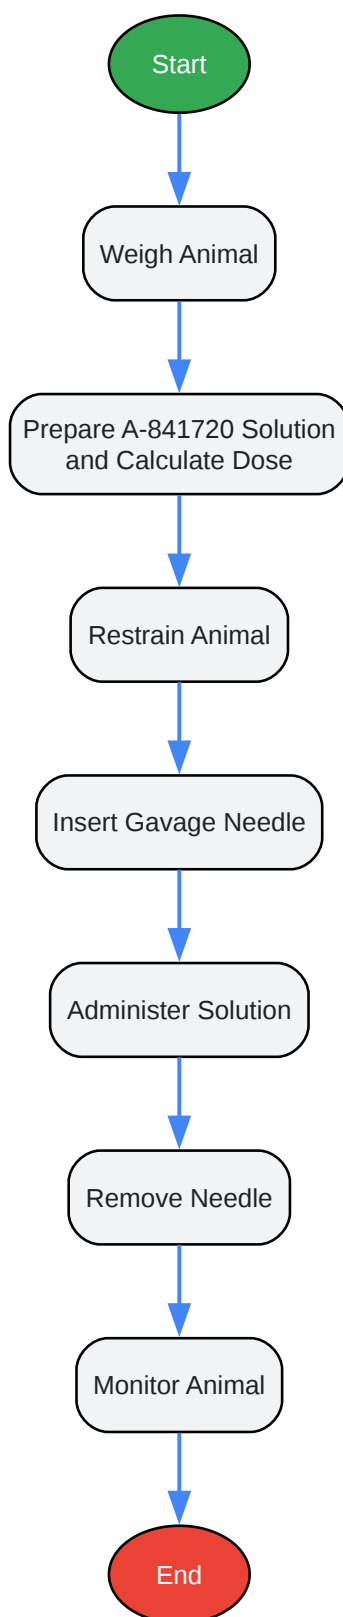 Start
Weigh Animal
Prepare A-841720 Solution
and Calculate Dose
Restrain Animal
Insert Gavage Needle
Administer Solution
Remove Needle
Monitor Animal
End